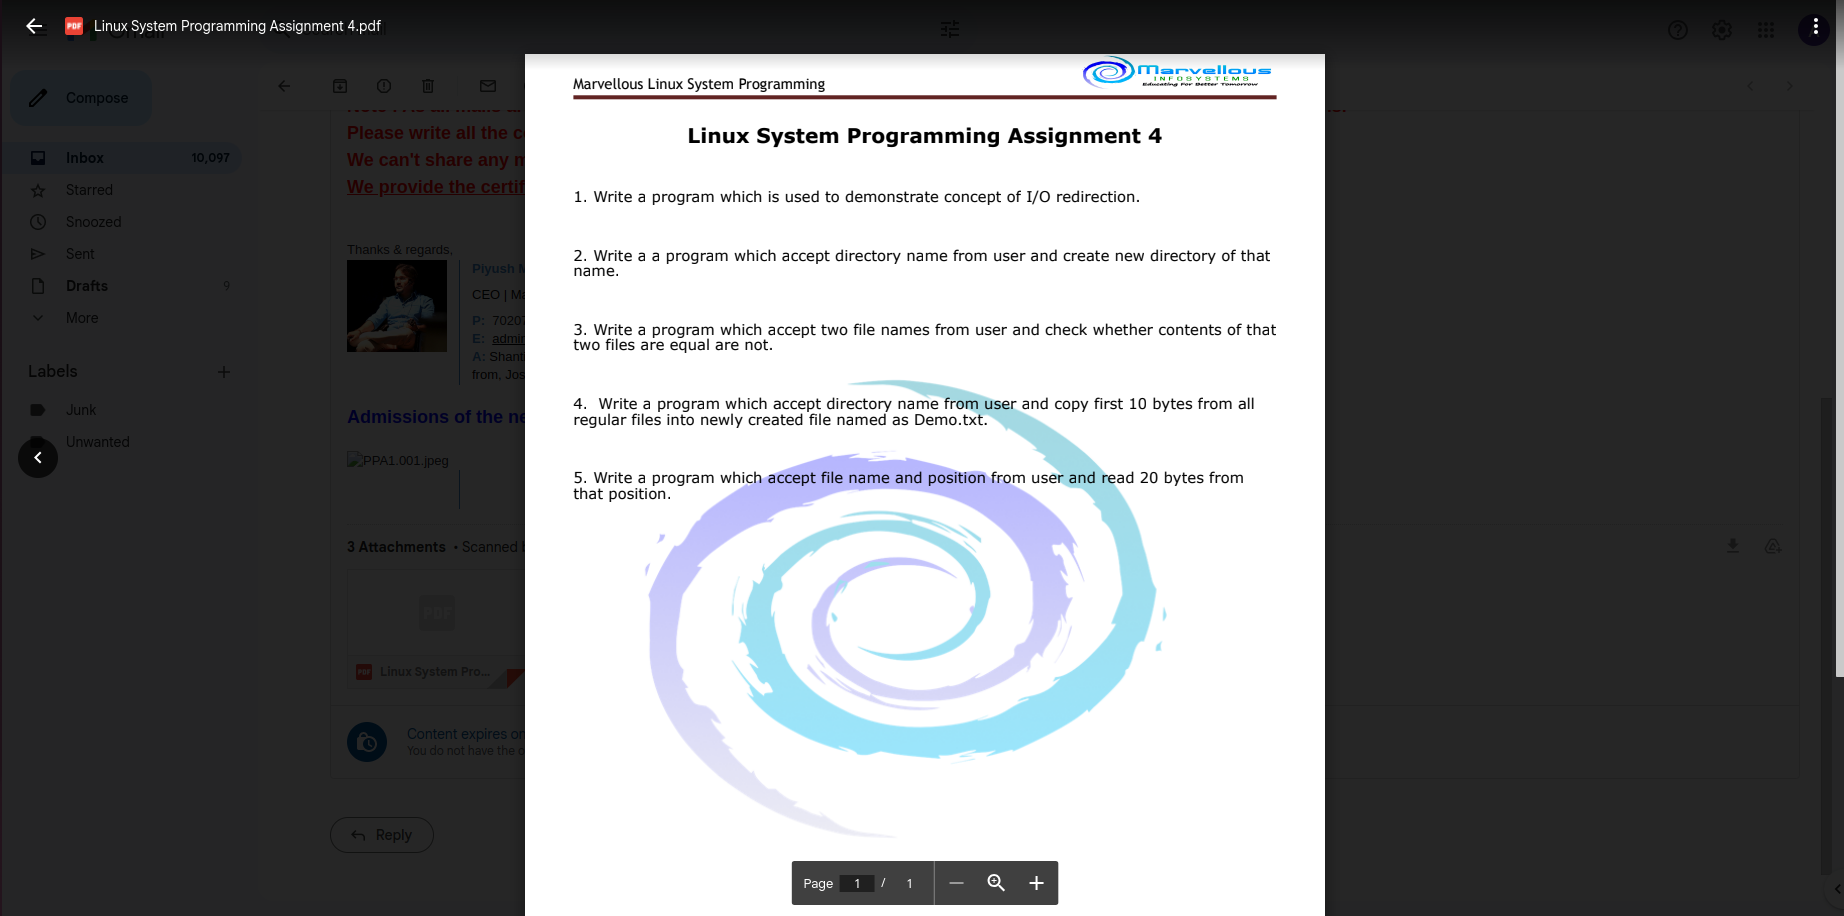 Linux System Programming Assignment 4.pdf
Compose
Inbox 10,097
Starred
Snoozed
Sent
Drafts 9
More
Labels
Junk
Unwanted
Please write all the
We can't share any
We provide the
Thanks & regards,
Piyush
CEO |
P: 70207
E:
A:
from,
Admissions of the
PPA1.001.jpeg
3 Attachments • Scanned
PDF
Linux System Pro...
Content expires
You do not have the
Reply
Marvellous Linux System Programming
Marvellous
INFOSYSTEMS
Educating For Better Tomorrow
Linux System Programming Assignment 4
1. Write a program which is used to demonstrate concept of I/O redirection.
2. Write a a program which accept directory name from user and create new directory of that
name.
3. Write a program which accept two file names from user and check whether contents of that
two files are equal are not.
4. Write a program which accept directory name from user and copy first 10 bytes from all
regular files into newly created file named as Demo.txt.
5. Write a program which accept file name and position from user and read 20 bytes from
that position.
Page 1 / 1